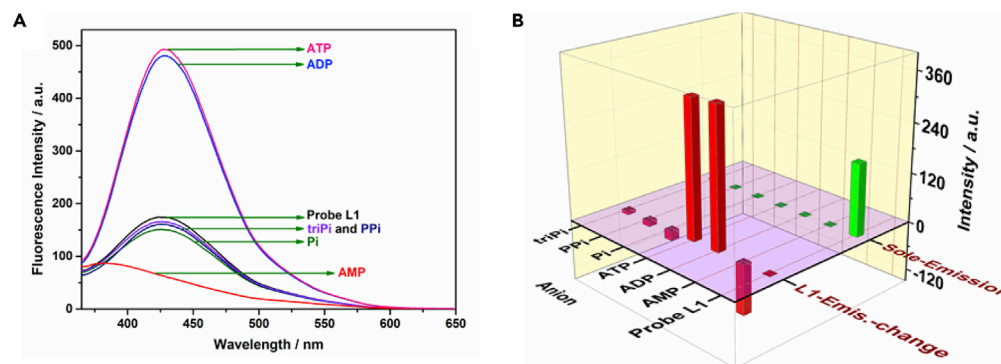 A
Fluorescence Intensity / a.u.
500
400
300
200
100
0
ATP
ADP
Probe L1
triPi and PPi
Pi
AMP
400
450
500
550
600
650
Wavelength / nm
B
360
240
120
0
-120
Intensity / a.u.
triPi
PPi
Pi
ATP
ADP
AMP
Probe L1
Anion
L1-Emis.-change
Sole-Emission